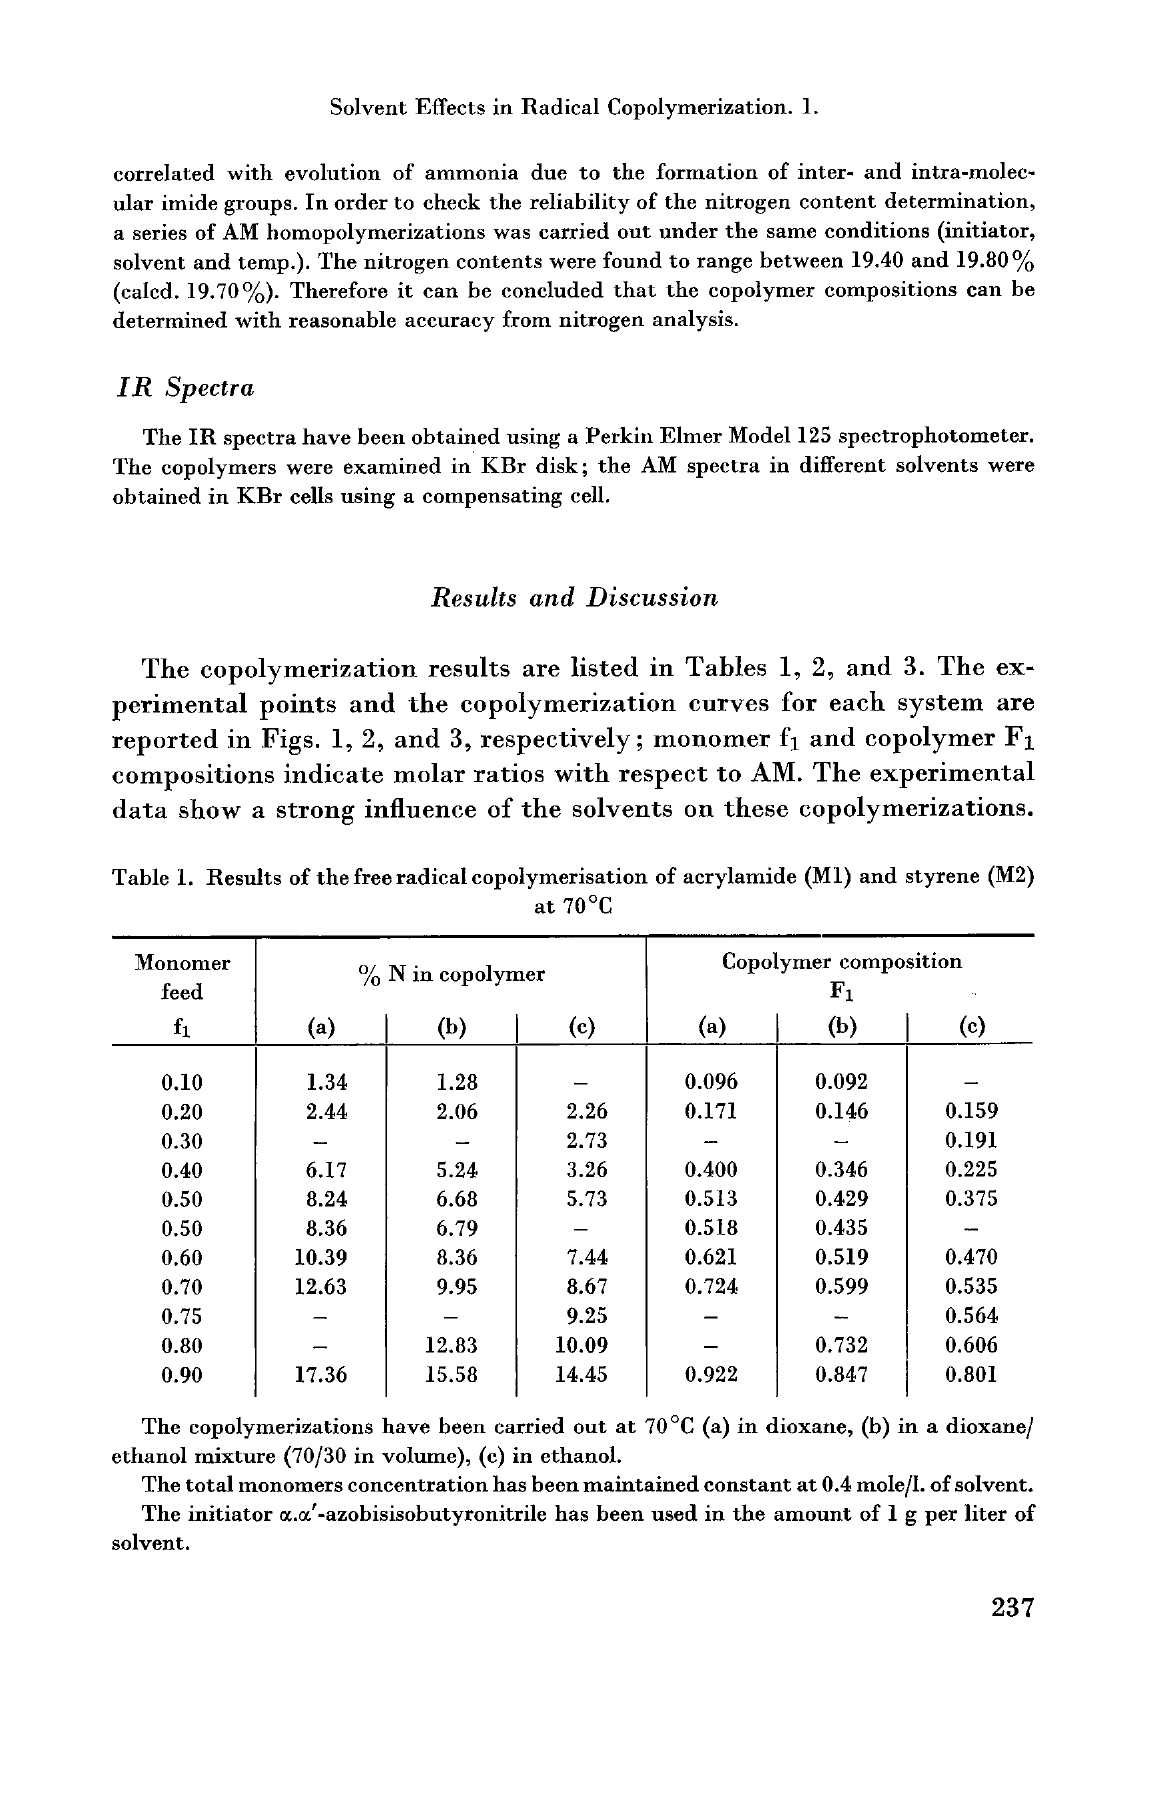 Solvent Effects in Radical Copolymerization. 1.
correlated with evolution of ammonia due to the formation of inter- and intra-molec-
ular imide groups. In order to check the reliability of the nitrogen content determination,
a series of AM homopolymerizations was carried out under the same conditions (initiator,
solvent and temp.). The nitrogen contents were found to range between 19.40 and 19.80%
(calcd. 19.70%). Therefore it can be concluded that the copolymer compositions can be
determined with reasonable accuracy from nitrogen analysis.
IR Spectra
The IR spectra have been obtained using a Perkin Elmer Model 125 spectrophotometer.
The copolymers were examined in KBr disk; the AM spectra in different solvents were
obtained in KBr cells using a compensating cell.
Results and Discussion
The copolymerization results are listed in Tables 1, 2, and 3. The ex-
perimental points and the copolymerization curves for each system are
reported in Figs. 1, 2, and 3, respectively; monomer f1 and copolymer F1
compositions indicate molar ratios with respect to AM. The experimental
data show a strong influence of the solvents on these copolymerizations.
Table 1. Results of the free radical copolymerisation of acrylamide (M1) and styrene (M2)
at 70°C
Monomer % N in copolymer Copolymer composition
feed F1
f1 (a) (b) (c) (a) (b) (c)
0.10 1.34 1.28 – 0.096 0.092 –
0.20 2.44 2.06 2.26 0.171 0.146 0.159
0.30 – – 2.73 – – 0.191
0.40 6.17 5.24 3.26 0.400 0.346 0.225
0.50 8.24 6.68 5.73 0.513 0.429 0.375
0.50 8.36 6.79 – 0.518 0.435 –
0.60 10.39 8.36 7.44 0.621 0.519 0.470
0.70 12.63 9.95 8.67 0.724 0.599 0.535
0.75 – – 9.25 – – 0.564
0.80 – 12.83 10.09 – 0.732 0.606
0.90 17.36 15.58 14.45 0.922 0.847 0.801
The copolymerizations have been carried out at 70°C (a) in dioxane, (b) in a dioxane/
ethanol mixture (70/30 in volume), (c) in ethanol.
The total monomers concentration has been maintained constant at 0.4 mole/l. of solvent.
The initiator α.α′-azobisisobutyronitrile has been used in the amount of 1 g per liter of
solvent.
237